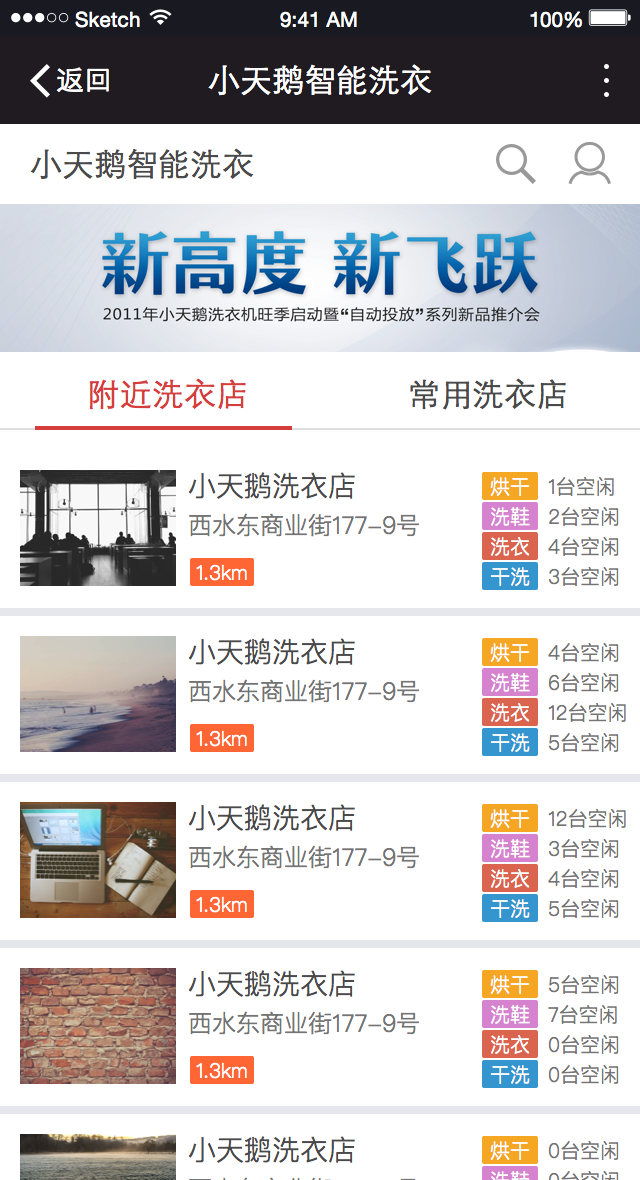 Sketch 9:41 AM 100%
返回 小天鹅智能洗衣
小天鹅智能洗衣
新高度 新飞跃
2011年小天鹅洗衣机旺季启动暨“自动投放”系列新品推介会
附近洗衣店 常用洗衣店
小天鹅洗衣店
西水东商业街177-9号
1.3km
烘干 1台空闲
洗鞋 2台空闲
洗衣 4台空闲
干洗 3台空闲
小天鹅洗衣店
西水东商业街177-9号
1.3km
烘干 4台空闲
洗鞋 6台空闲
洗衣 12台空闲
干洗 5台空闲
小天鹅洗衣店
西水东商业街177-9号
1.3km
烘干 12台空闲
洗鞋 3台空闲
洗衣 4台空闲
干洗 5台空闲
小天鹅洗衣店
西水东商业街177-9号
1.3km
烘干 5台空闲
洗鞋 7台空闲
洗衣 0台空闲
干洗 0台空闲
小天鹅洗衣店
烘干 0台空闲